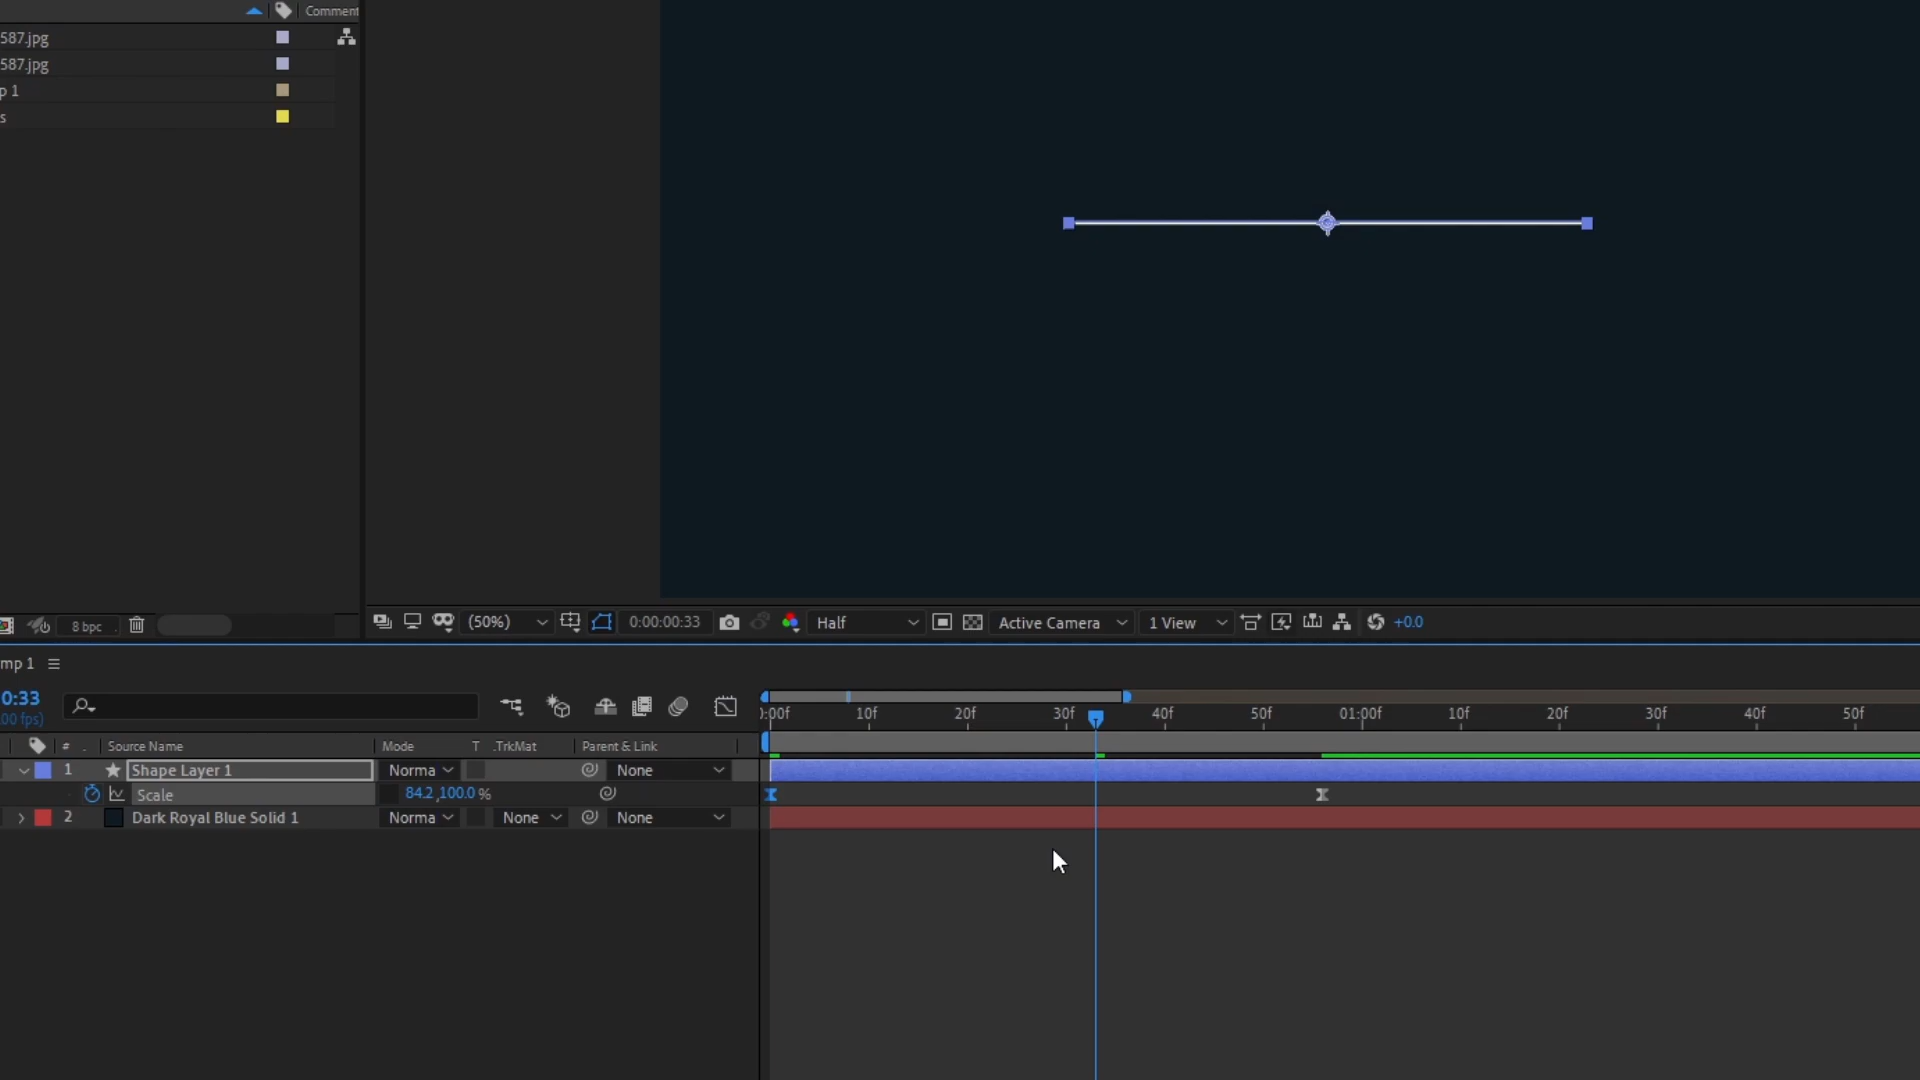 Comment
587.jpg
587.jpg
p 1
s
8 bpc
(50%)
0:00:00:33
Half
Active Camera
1 View
+0.0
mp 1
0:33
00 fps)
:00f 10f 20f 30f 40f 50f 01:00f 10f 20f 30f 40f 50f
# . Source Name Mode T .TrkMat Parent & Link
1 Shape Layer 1 Norma None
Scale 84.2,100.0 %
2 Dark Royal Blue Solid 1 Norma None None